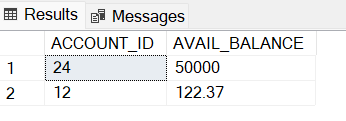 Results Messages
ACCOUNT_ID AVAIL_BALANCE
1 24 50000
2 12 122.37